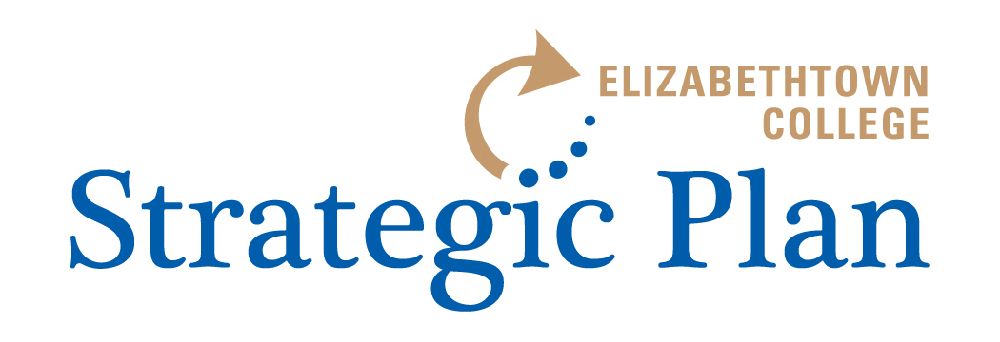 ELIZABETHTOWN
COLLEGE
Strategic Plan